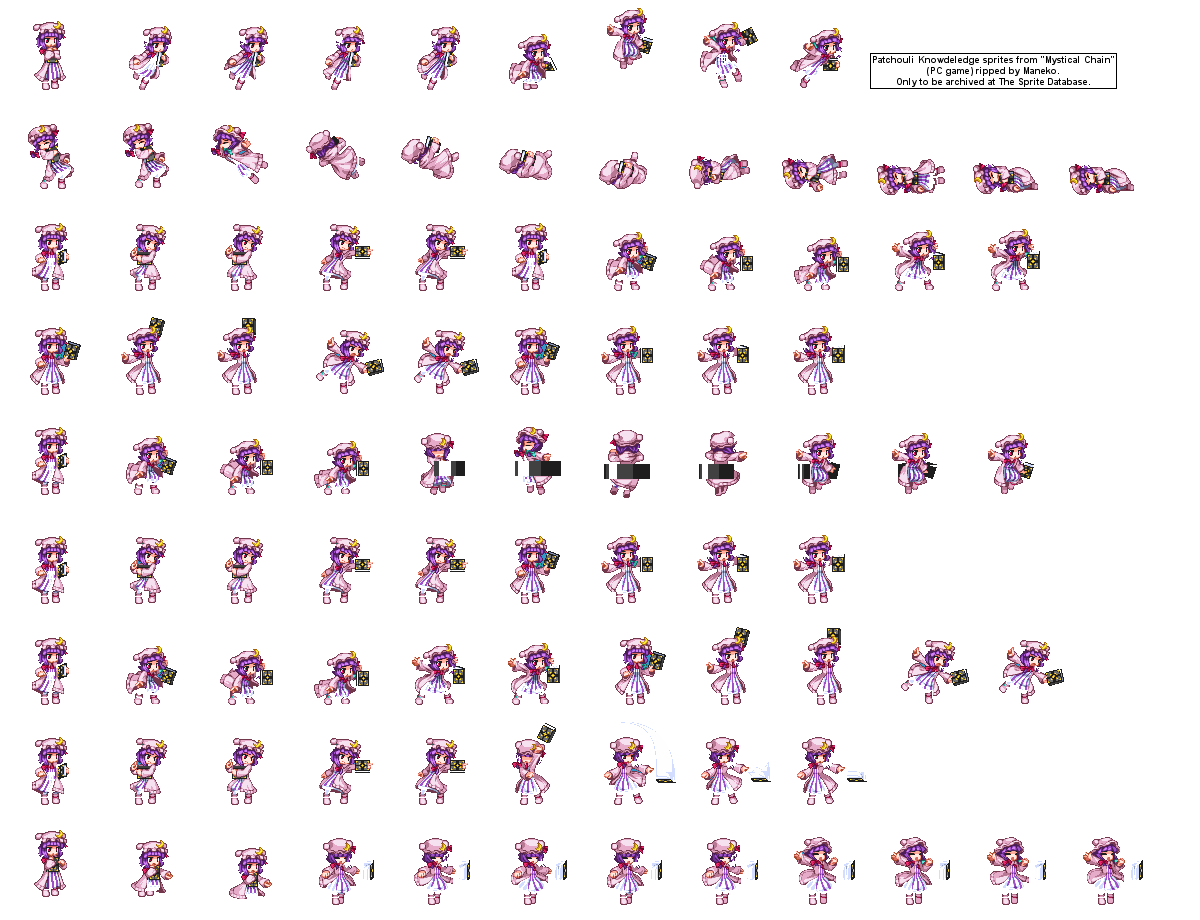 Patchouli Knowdeledge sprites from "Mystical Chain"
(PC game) ripped by Maneko.
Only to be archived at The Sprite Database.